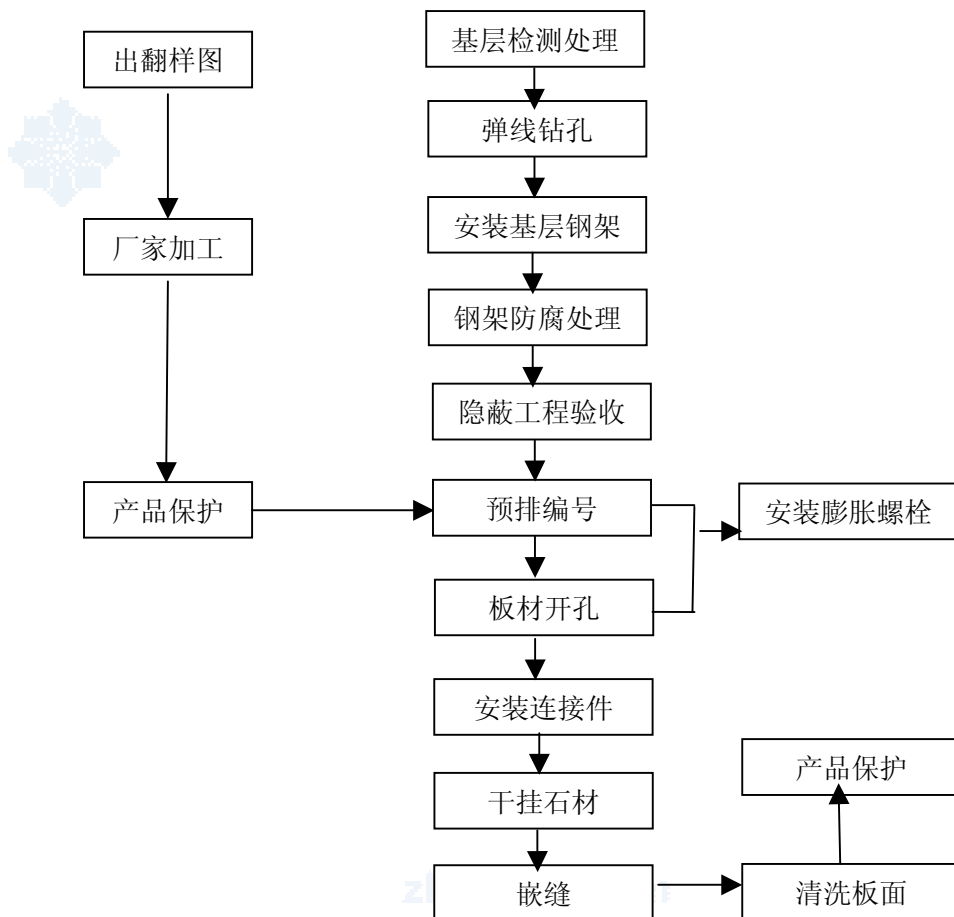 基层检测处理
出翻样图
弹线钻孔
安装基层钢架
厂家加工
钢架防腐处理
隐蔽工程验收
产品保护
预排编号
安装膨胀螺栓
板材开孔
安装连接件
产品保护
干挂石材
嵌缝
清洗板面